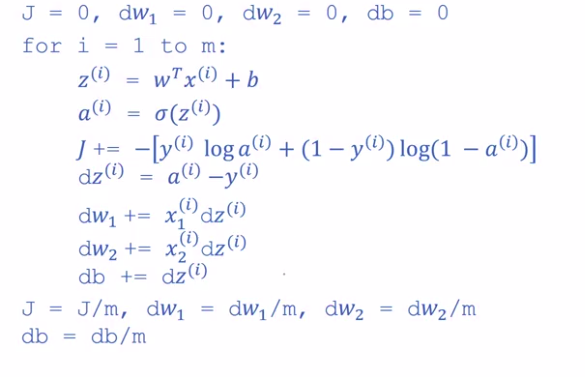 J = 0, dw₁ = 0, dw₂ = 0, db = 0
for i = 1 to m:
z⁽ⁱ⁾ = wᵀx⁽ⁱ⁾ + b
a⁽ⁱ⁾ = σ(z⁽ⁱ⁾)
J += −[y⁽ⁱ⁾ log a⁽ⁱ⁾ + (1 − y⁽ⁱ⁾) log(1 − a⁽ⁱ⁾)]
dz⁽ⁱ⁾ = a⁽ⁱ⁾ −y⁽ⁱ⁾
dw₁ += x₁⁽ⁱ⁾dz⁽ⁱ⁾
dw₂ += x₂⁽ⁱ⁾dz⁽ⁱ⁾
db += dz⁽ⁱ⁾
J = J/m, dw₁ = dw₁/m, dw₂ = dw₂/m
db = db/m